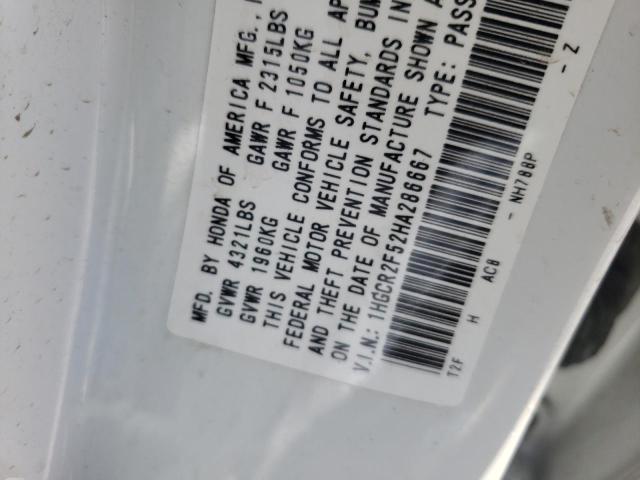 MFD. BY HONDA OF AMERICA MFG.,
GVWR 4321LBS GAWR F 2315LBS
GVWR 1960KG GAWR F 1050KG
THIS VEHICLE CONFORMS TO ALL AP
FEDERAL MOTOR VEHICLE SAFETY, BUM
AND THEFT PREVENTION STANDARDS IN
ON THE DATE OF MANUFACTURE SHOWN A
V.I.N.: 1HGCR2F52HA286667 TYPE: PASS
T2F H AC8 - NH788P - Z